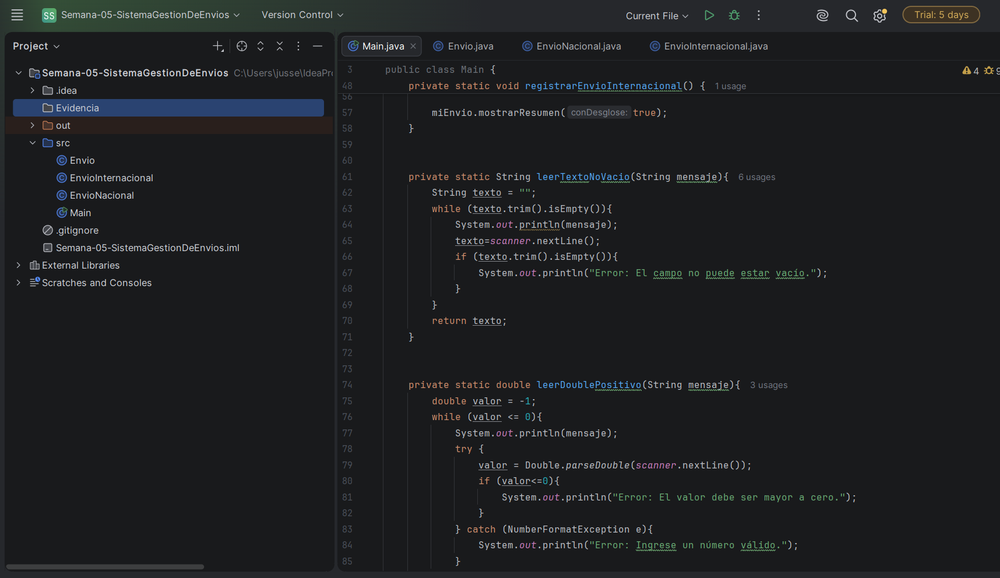 SS Semana-05-SistemaGestionDeEnvios Version Control Current File Trial: 5 days
Project
Semana-05-SistemaGestionDeEnvios C:\Users\jusse\IdeaPro
.idea
Evidencia
out
src
Envio
EnvioInternacional
EnvioNacional
Main
.gitignore
Semana-05-SistemaGestionDeEnvios.iml
External Libraries
Scratches and Consoles
Main.java Envio.java EnvioNacional.java EnvioInternacional.java
3 public class Main { 4 9
48 private static void registrarEnvioInternacional() { 1 usage
56
57 miEnvio.mostrarResumen( conDesglose: true);
58 }
59
60
61 private static String leerTextoNoVacio(String mensaje){ 6 usages
62 String texto = "";
63 while (texto.trim().isEmpty()){
64 System.out.println(mensaje);
65 texto=scanner.nextLine();
66 if (texto.trim().isEmpty()){
67 System.out.println("Error: El campo no puede estar vacío.");
68 }
69 }
70 return texto;
71 }
72
73
74 private static double leerDoublePositivo(String mensaje){ 3 usages
75 double valor = -1;
76 while (valor <= 0){
77 System.out.println(mensaje);
78 try {
79 valor = Double.parseDouble(scanner.nextLine());
80 if (valor<=0){
81 System.out.println("Error: El valor debe ser mayor a cero.");
82 }
83 } catch (NumberFormatException e){
84 System.out.println("Error: Ingrese un número válido.");
85 }